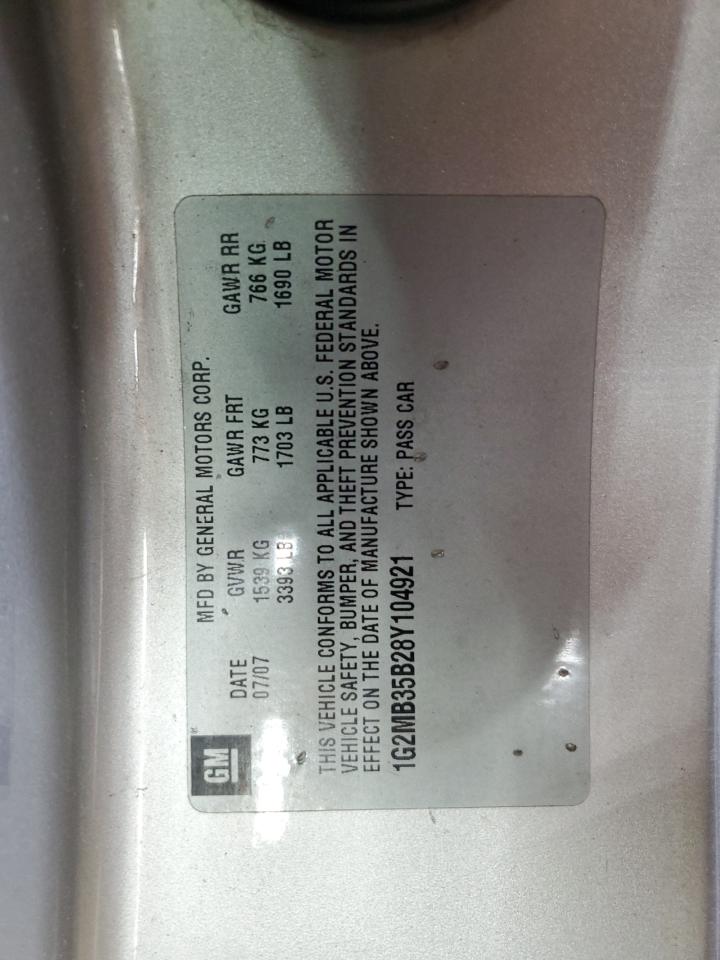 GM
MFD BY GENERAL MOTORS CORP.
DATE GVWR GAWR FRT GAWR RR
07/07 1539 KG 773 KG 766 KG
3393 LB 1703 LB 1690 LB
THIS VEHICLE CONFORMS TO ALL APPLICABLE U.S. FEDERAL MOTOR
VEHICLE SAFETY, BUMPER, AND THEFT PREVENTION STANDARDS IN
EFFECT ON THE DATE OF MANUFACTURE SHOWN ABOVE.
1G2MB35B28Y104921 TYPE: PASS CAR